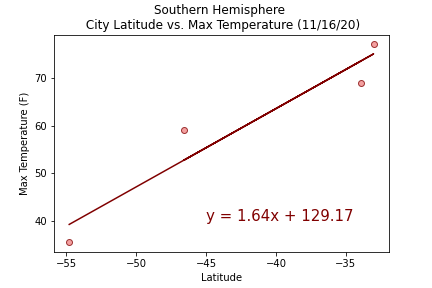 Southern Hemisphere
City Latitude vs. Max Temperature (11/16/20)
Max Temperature (F)
70
60
50
40
y = 1.64x + 129.17
−55
−50
−45
−40
−35
Latitude